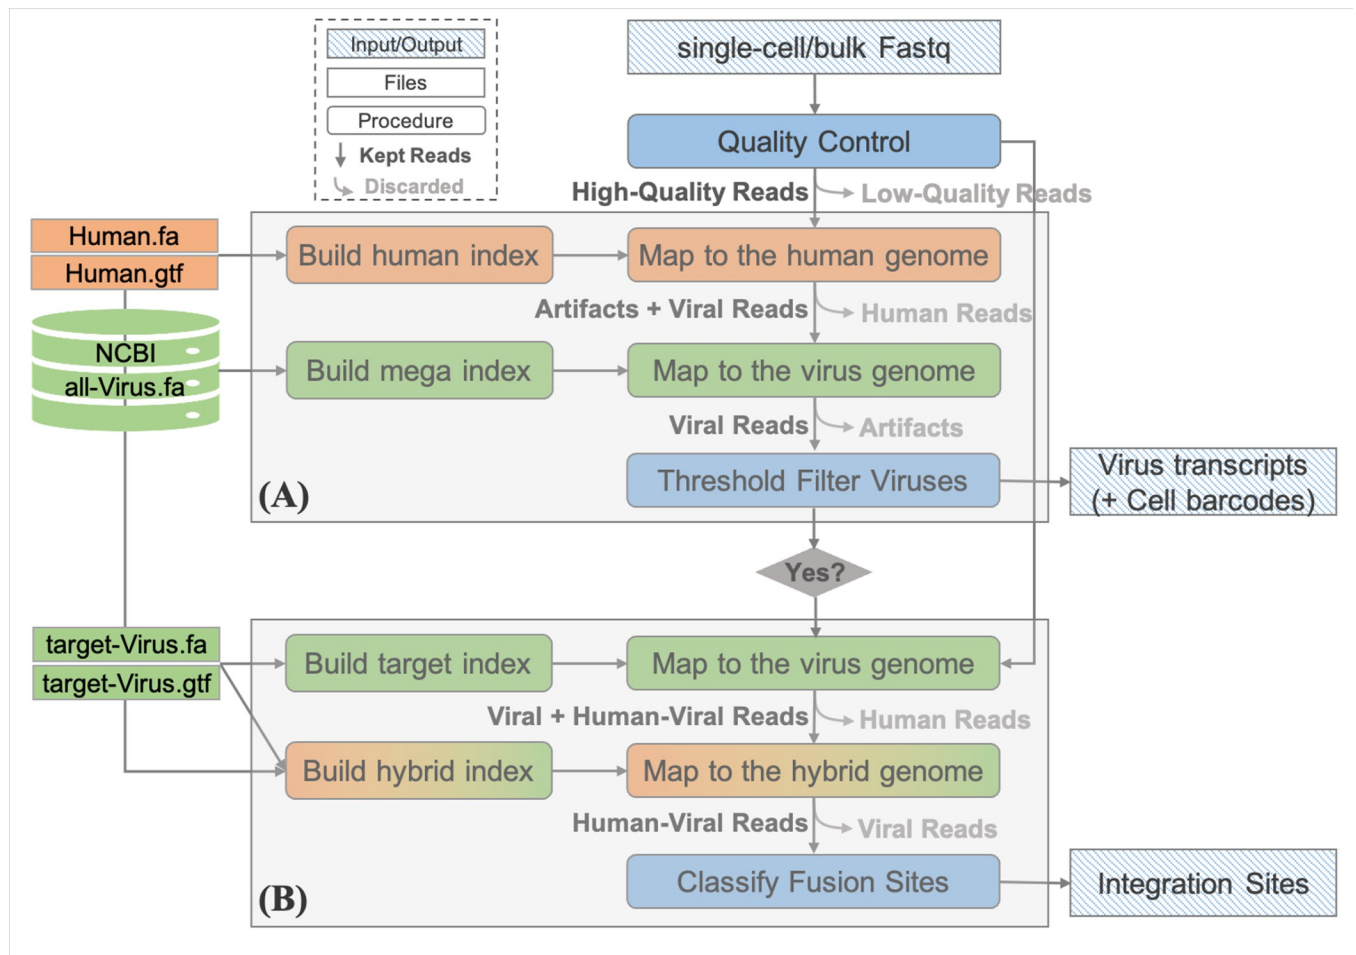 Input/Output
Files
Procedure
Kept Reads
Discarded
single-cell/bulk Fastq
Quality Control
High-Quality Reads
Low-Quality Reads
Human.fa
Human.gtf
Build human index
Map to the human genome
Artifacts + Viral Reads
Human Reads
NCBI
all-Virus.fa
Build mega index
Map to the virus genome
Viral Reads
Artifacts
(A)
Threshold Filter Viruses
Virus transcripts
(+ Cell barcodes)
Yes?
target-Virus.fa
target-Virus.gtf
Build target index
Map to the virus genome
Viral + Human-Viral Reads
Human Reads
Build hybrid index
Map to the hybrid genome
Human-Viral Reads
Viral Reads
(B)
Classify Fusion Sites
Integration Sites